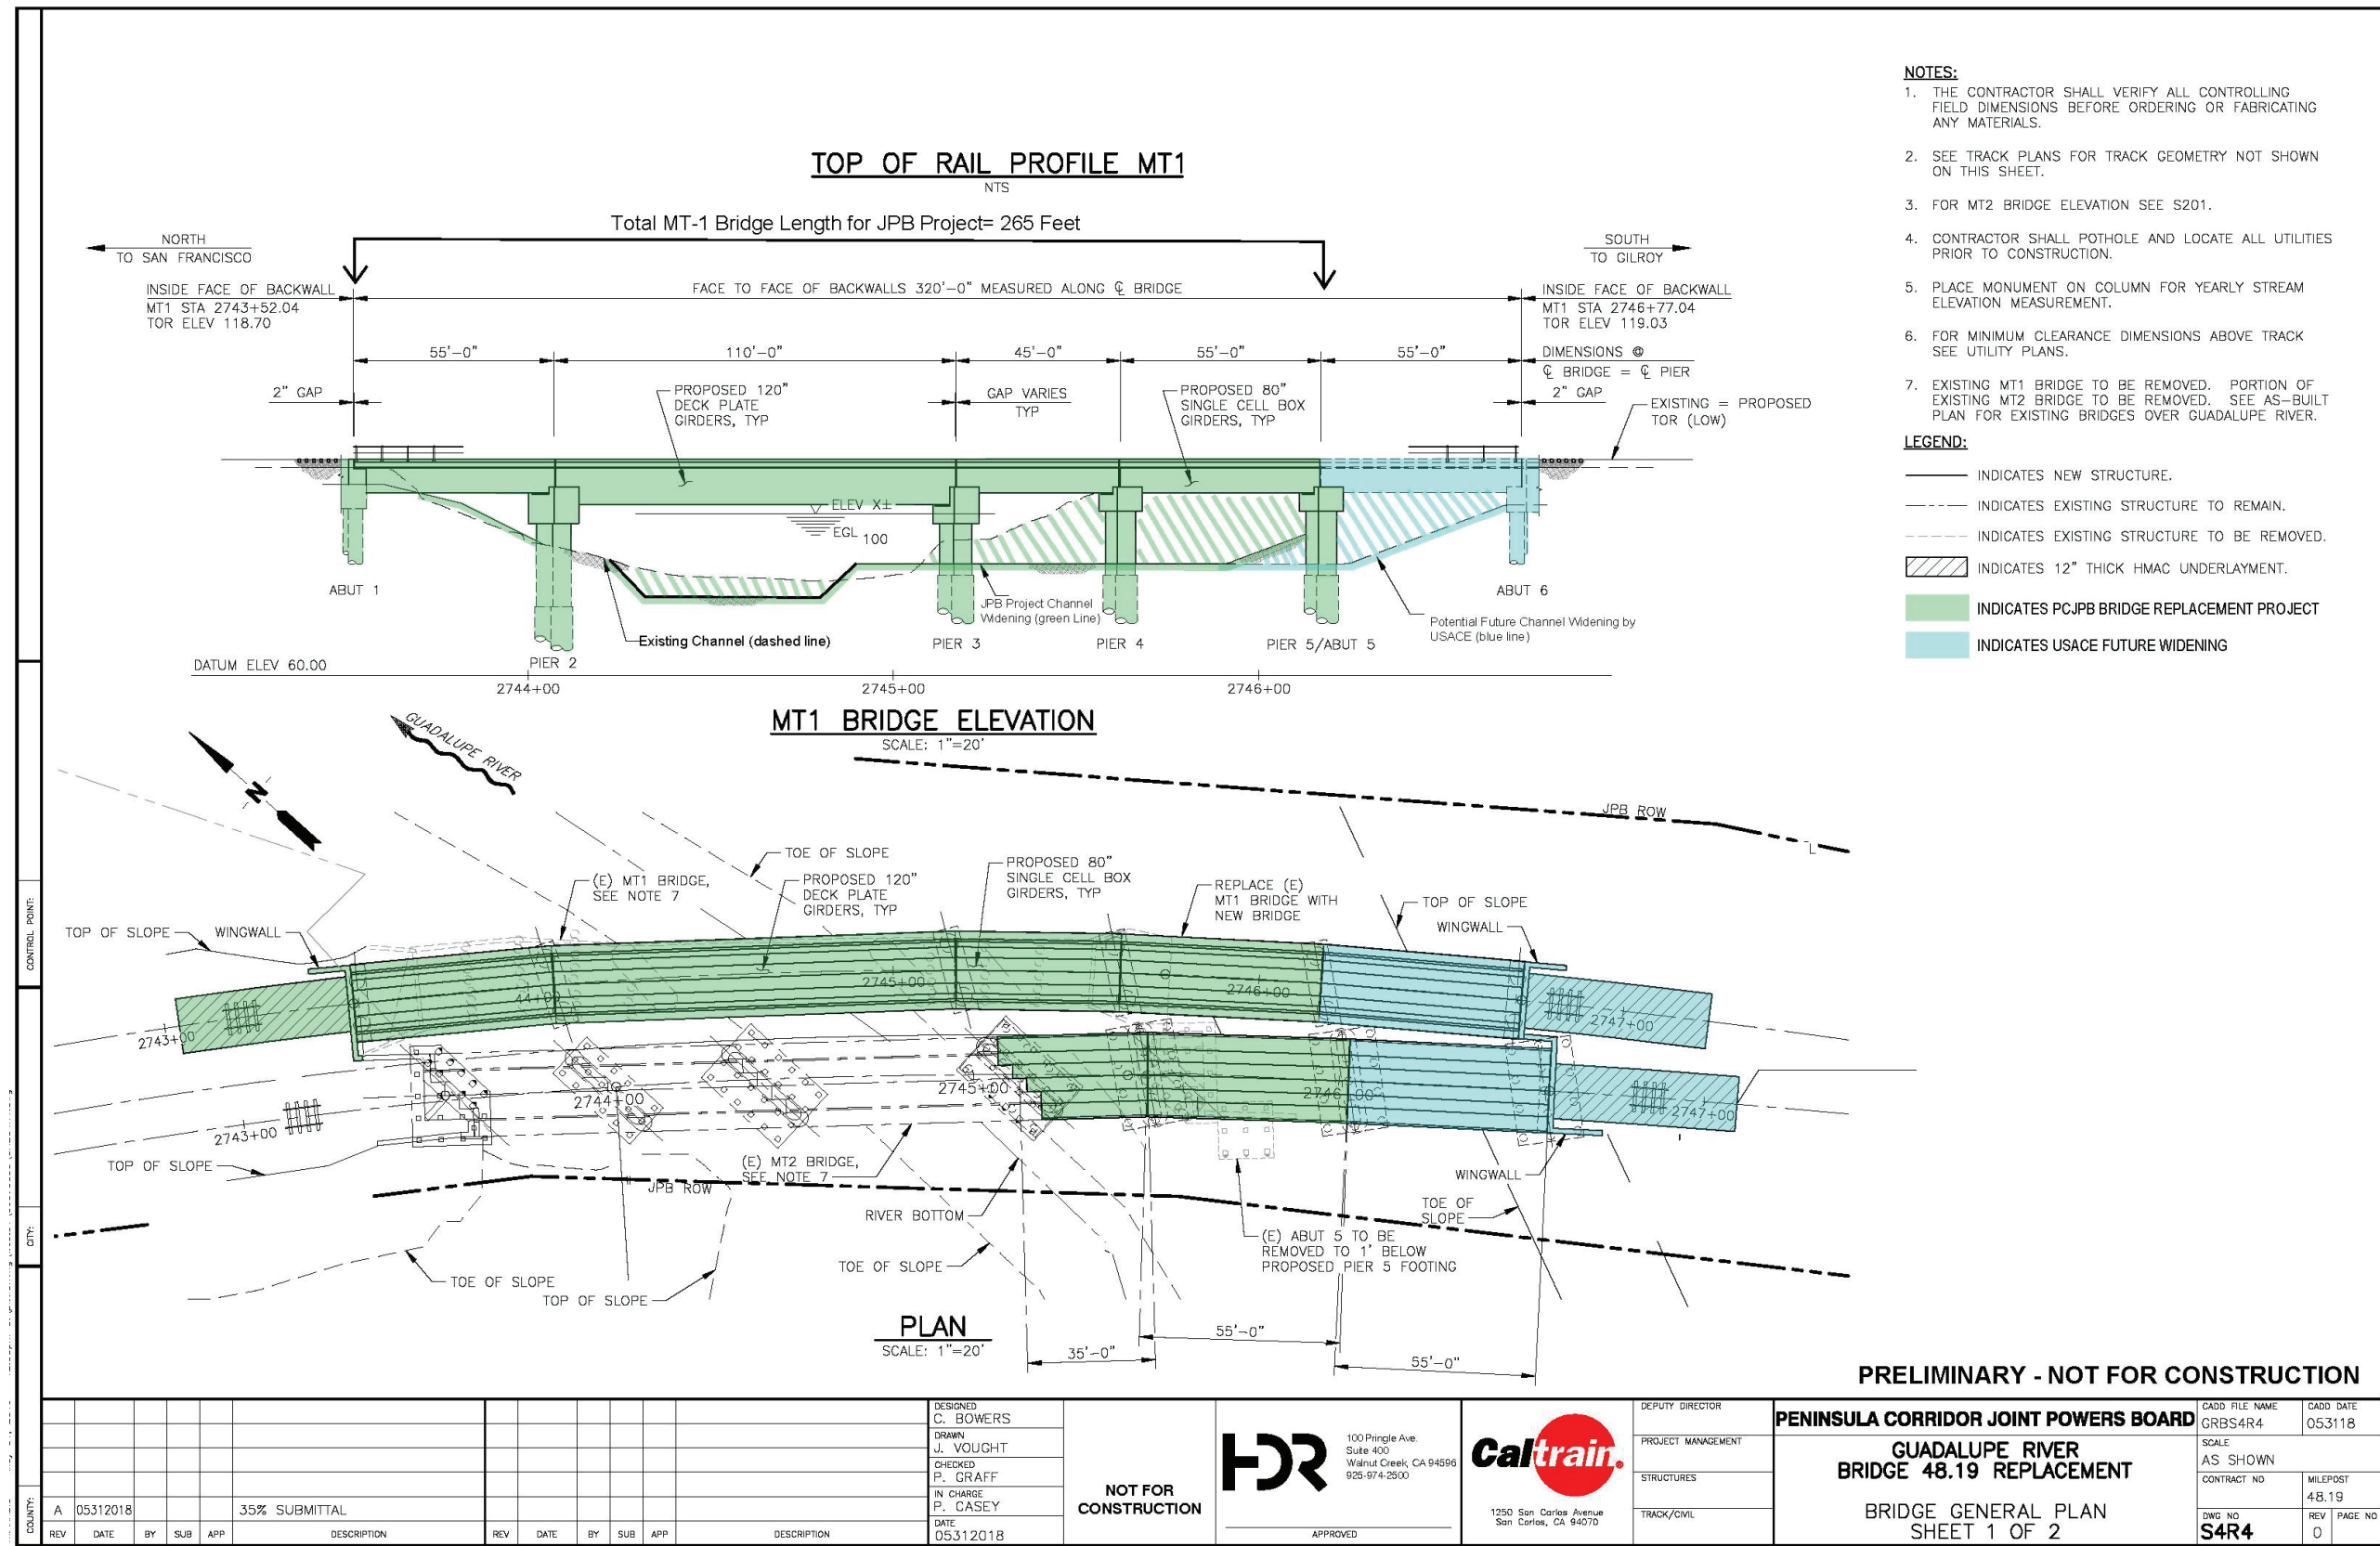 TOP OF RAIL PROFILE MT1
NTS
Total MT-1 Bridge Length for JPB Project= 265 Feet
NORTH
TO SAN FRANCISCO
SOUTH
TO GILROY
INSIDE FACE OF BACKWALL
MT1 STA 2743+52.04
TOR ELEV 118.70
FACE TO FACE OF BACKWALLS 320'-0" MEASURED ALONG ℄ BRIDGE
INSIDE FACE OF BACKWALL
MT1 STA 2746+77.04
TOR ELEV 119.03
55'-0"
110'-0"
45'-0"
55'-0"
55'-0"
DIMENSIONS @
℄ BRIDGE = ℄ PIER
2" GAP
PROPOSED 120"
DECK PLATE
GIRDERS, TYP
GAP VARIES
TYP
PROPOSED 80"
SINGLE CELL BOX
GIRDERS, TYP
2" GAP
EXISTING = PROPOSED
TOR (LOW)
ELEV X±
EGL
100
ABUT 1
PIER 2
Existing Channel (dashed line)
JPB Project Channel
Widening (green Line)
PIER 3
PIER 4
PIER 5/ABUT 5
ABUT 6
Potential Future Channel Widening by
USACE (blue line)
DATUM ELEV 60.00
2744+00
2745+00
2746+00
MT1 BRIDGE ELEVATION
SCALE: 1"=20'
NOTES:
1. THE CONTRACTOR SHALL VERIFY ALL CONTROLLING
FIELD DIMENSIONS BEFORE ORDERING OR FABRICATING
ANY MATERIALS.
2. SEE TRACK PLANS FOR TRACK GEOMETRY NOT SHOWN
ON THIS SHEET.
3. FOR MT2 BRIDGE ELEVATION SEE S201.
4. CONTRACTOR SHALL POTHOLE AND LOCATE ALL UTILITIES
PRIOR TO CONSTRUCTION.
5. PLACE MONUMENT ON COLUMN FOR YEARLY STREAM
ELEVATION MEASUREMENT.
6. FOR MINIMUM CLEARANCE DIMENSIONS ABOVE TRACK
SEE UTILITY PLANS.
7. EXISTING MT1 BRIDGE TO BE REMOVED. PORTION OF
EXISTING MT2 BRIDGE TO BE REMOVED. SEE AS-BUILT
PLAN FOR EXISTING BRIDGES OVER GUADALUPE RIVER.
LEGEND:
INDICATES NEW STRUCTURE.
INDICATES EXISTING STRUCTURE TO REMAIN.
INDICATES EXISTING STRUCTURE TO BE REMOVED.
INDICATES 12" THICK HMAC UNDERLAYMENT.
INDICATES PCJPB BRIDGE REPLACEMENT PROJECT
INDICATES USACE FUTURE WIDENING
N
GUADALUPE RIVER
JPB ROW
L
TOE OF SLOPE
(E) MT1 BRIDGE,
SEE NOTE 7
PROPOSED 120"
DECK PLATE
GIRDERS, TYP
PROPOSED 80"
SINGLE CELL BOX
GIRDERS, TYP
REPLACE (E)
MT1 BRIDGE WITH
NEW BRIDGE
TOP OF SLOPE
WINGWALL
TOP OF SLOPE
WINGWALL
2743+00
44+00
2745+00
2746+00
2747+00
2743+00
2744+00
2745+00
2746+00
2747+00
TOP OF SLOPE
(E) MT2 BRIDGE,
SEE NOTE 7
JPB ROW
RIVER BOTTOM
TOE OF SLOPE
WINGWALL
TOE OF
SLOPE
(E) ABUT 5 TO BE
REMOVED TO 1' BELOW
PROPOSED PIER 5 FOOTING
TOE OF SLOPE
TOP OF SLOPE
PLAN
SCALE: 1"=20'
35'-0"
55'-0"
55'-0"
PRELIMINARY - NOT FOR CONSTRUCTION
CONTROL POINT:
CITY:
COUNTY:
A 05312018 35% SUBMITTAL
REV DATE BY SUB APP DESCRIPTION REV DATE BY SUB APP DESCRIPTION
DESIGNED
C. BOWERS
DRAWN
J. VOUGHT
CHECKED
P. GRAFF
IN CHARGE
P. CASEY
DATE
05312018
NOT FOR
CONSTRUCTION
HDR
100 Pringle Ave.
Suite 400
Walnut Creek, CA 94596
925-974-2500
APPROVED
Caltrain
1250 San Carlos Avenue
San Carlos, CA 94070
DEPUTY DIRECTOR
PROJECT MANAGEMENT
STRUCTURES
TRACK/CIVIL
PENINSULA CORRIDOR JOINT POWERS BOARD
GUADALUPE RIVER
BRIDGE 48.19 REPLACEMENT
BRIDGE GENERAL PLAN
SHEET 1 OF 2
CADD FILE NAME
GRBS4R4
CADD DATE
053118
SCALE
AS SHOWN
CONTRACT NO
MILEPOST
48.19
DWG NO
S4R4
REV
0
PAGE NO